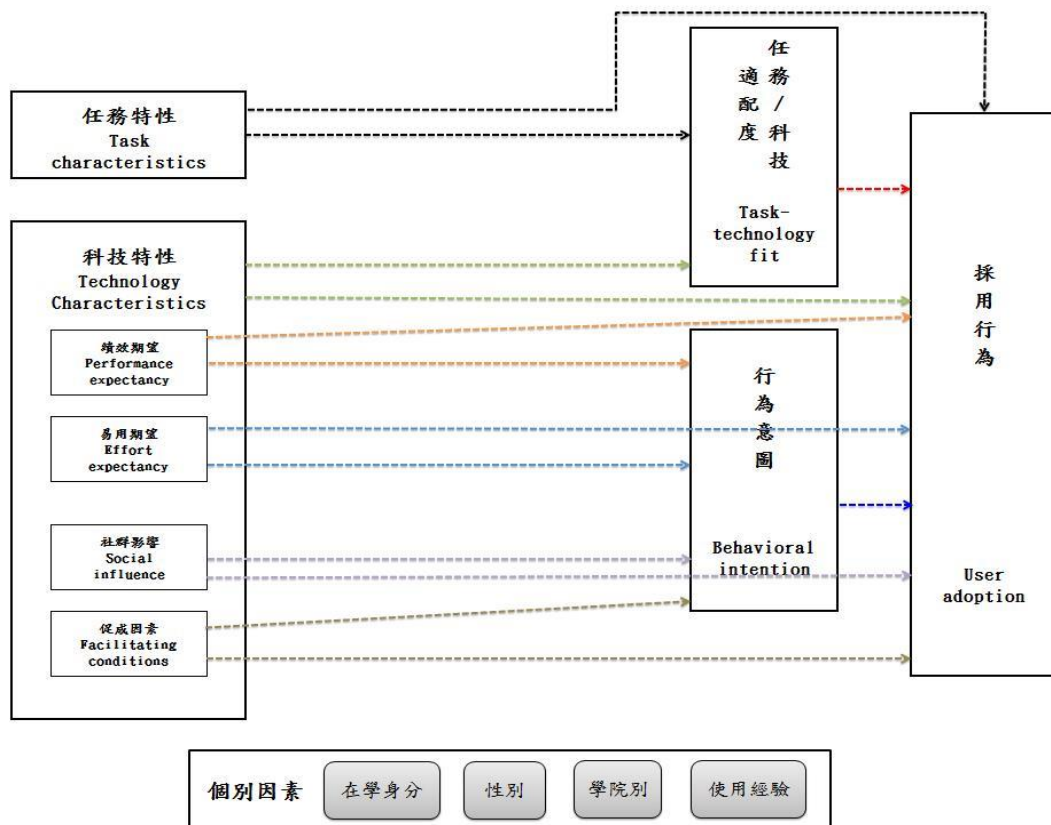 任務特性
Task
characteristics
科技特性
Technology
Characteristics
績效期望
Performance
expectancy
易用期望
Effort
expectancy
社群影響
Social
influence
促成因素
Facilitating
conditions
任務/科技
適配度
Task-
technology
fit
行為意圖
Behavioral
intention
採用行為
User
adoption
個別因素
在學身分
性別
學院別
使用經驗